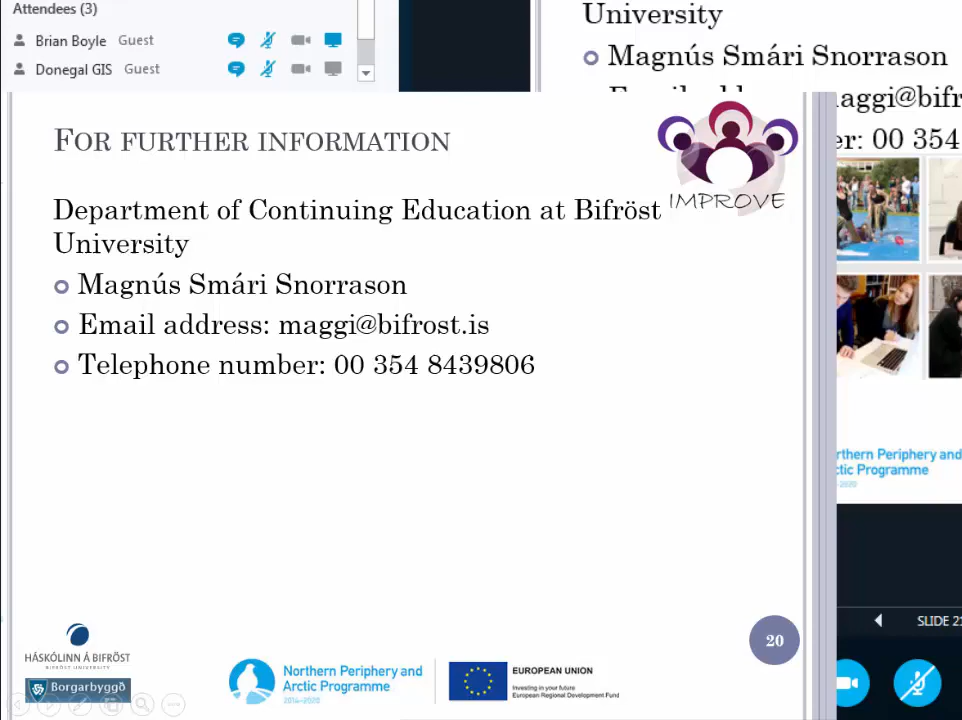 Attendees (3)
Brian Boyle Guest
Donegal GIS Guest
University
Magnús Smári Snorrason
aggi@bifr
er: 00 354
FOR FURTHER INFORMATION
IMPROVE
Department of Continuing Education at Bifröst
University
Magnús Smári Snorrason
Email address: maggi@bifrost.is
Telephone number: 00 354 8439806
rthern Periphery and
ctic Programme
SLIDE 21
20
HÁSKÓLINN Á BIFRÖST
BIFRÖST UNIVERSITY
Borgarbyggð
Northern Periphery and
Arctic Programme
2014–2020
EUROPEAN UNION
Investing in your future
European Regional Development Fund